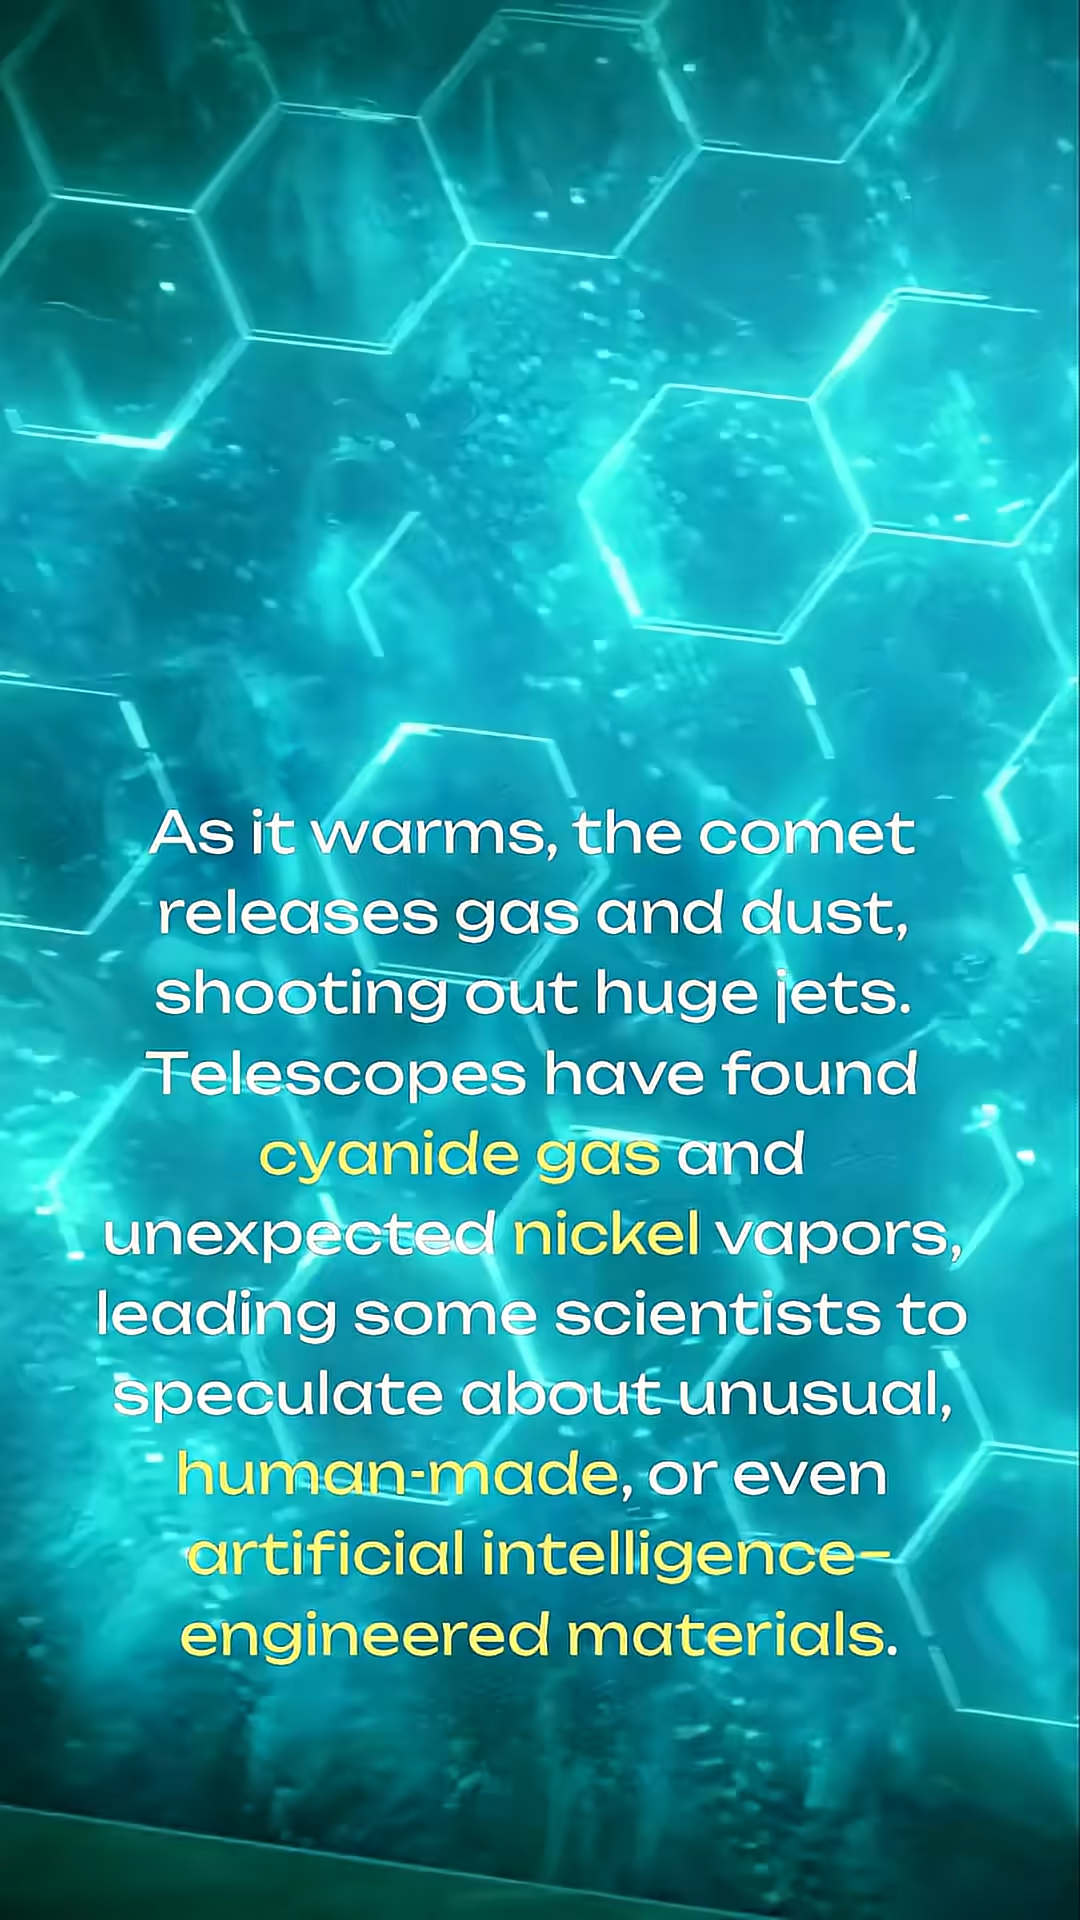 As it warms, the comet
releases gas and dust,
shooting out huge jets.
Telescopes have found
cyanide gas and
unexpected nickel vapors,
leading some scientists to
speculate about unusual,
human-made, or even
artificial intelligence–
engineered materials.